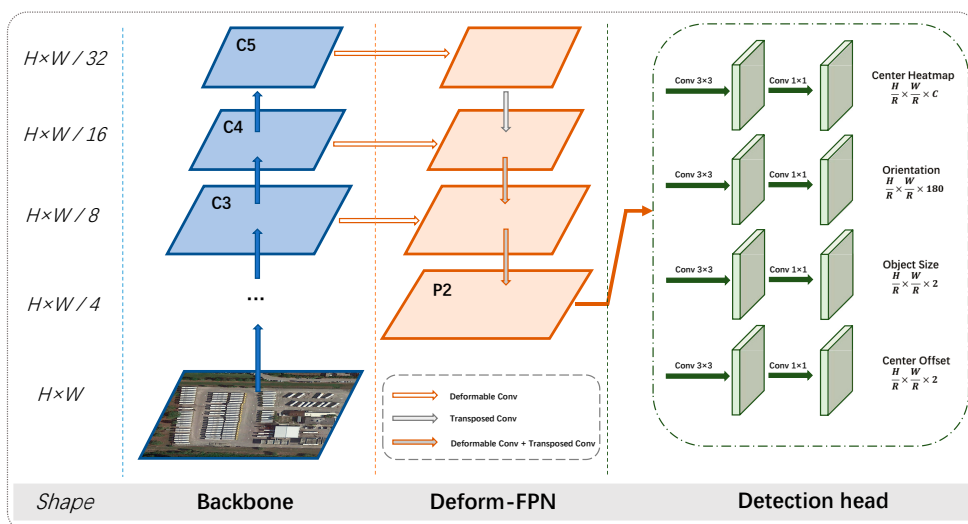 H×W / 32
H×W / 16
H×W / 8
H×W / 4
H×W
Shape
C5
C4
C3
...
Backbone
P2
Deformable Conv
Transposed Conv
Deformable Conv + Transposed Conv
Deform-FPN
Conv 3×3
Conv 1×1
Center Heatmap
H/R × W/R × C
Conv 3×3
Conv 1×1
Orientation
H/R × W/R × 180
Conv 3×3
Conv 1×1
Object Size
H/R × W/R × 2
Conv 3×3
Conv 1×1
Center Offset
H/R × W/R × 2
Detection head